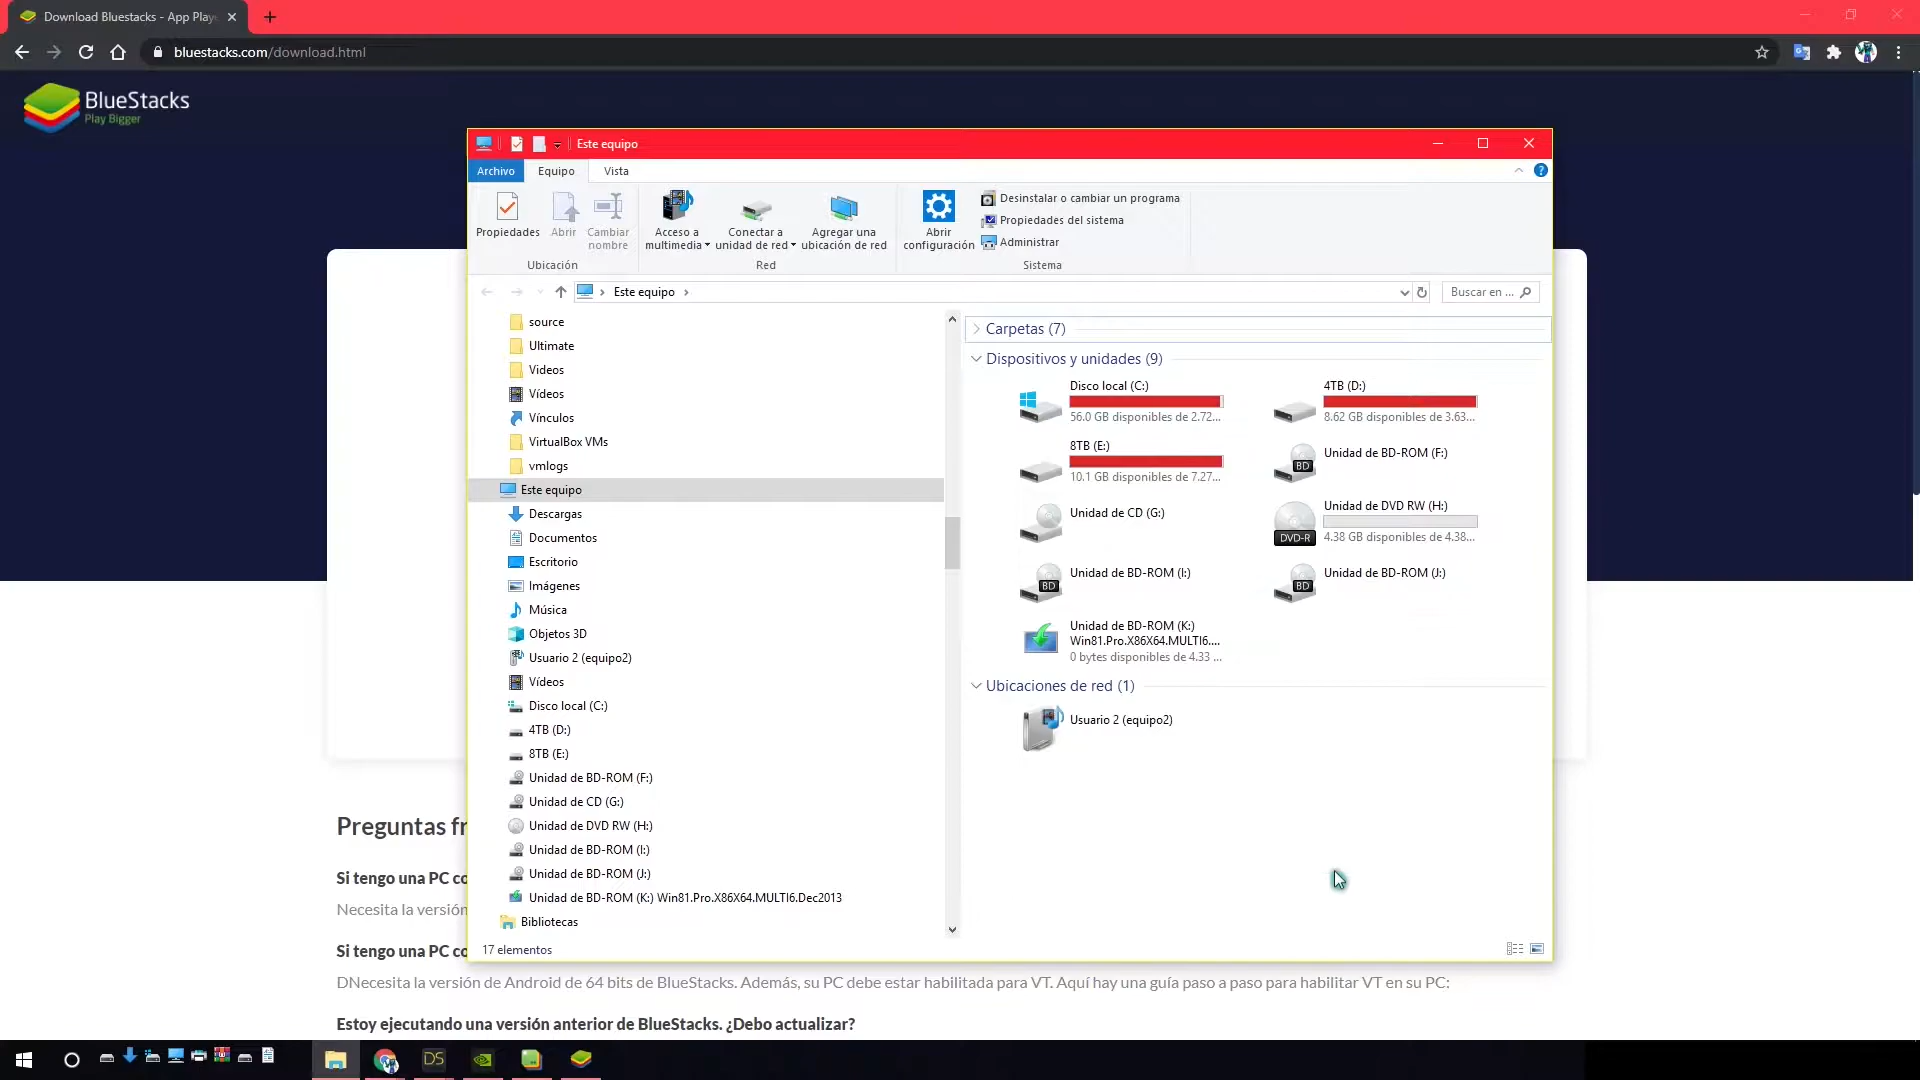 Download Bluestacks - App Play
bluestacks.com/download.html
BlueStacks
Play Bigger
Este equipo
Archivo
Equipo
Vista
Propiedades
Abrir
Cambiar
nombre
Acceso a
multimedia
Conectar a
unidad de red
Agregar una
ubicación de red
Abrir
configuración
Desinstalar o cambiar un programa
Propiedades del sistema
Administrar
Ubicación
Red
Sistema
Este equipo
Buscar en ...
source
Ultimate
Videos
Vídeos
Vínculos
VirtualBox VMs
vmlogs
Este equipo
Descargas
Documentos
Escritorio
Imágenes
Música
Objetos 3D
Usuario 2 (equipo2)
Vídeos
Disco local (C:)
4TB (D:)
8TB (E:)
Unidad de BD-ROM (F:)
Unidad de CD (G:)
Unidad de DVD RW (H:)
Unidad de BD-ROM (I:)
Unidad de BD-ROM (J:)
Unidad de BD-ROM (K:) Win81.Pro.X86X64.MULTI6.Dec2013
Bibliotecas
17 elementos
Carpetas (7)
Dispositivos y unidades (9)
Disco local (C:)
56.0 GB disponibles de 2.72...
4TB (D:)
8.62 GB disponibles de 3.63...
8TB (E:)
10.1 GB disponibles de 7.27...
BD
Unidad de BD-ROM (F:)
Unidad de CD (G:)
DVD-R
Unidad de DVD RW (H:)
4.38 GB disponibles de 4.38...
BD
Unidad de BD-ROM (I:)
BD
Unidad de BD-ROM (J:)
Unidad de BD-ROM (K:)
Win81.Pro.X86X64.MULTI6....
0 bytes disponibles de 4.33 ...
Ubicaciones de red (1)
Usuario 2 (equipo2)
Preguntas fr
Si tengo una PC co
Necesita la versión
Si tengo una PC co
DNecesita la versión de Android de 64 bits de BlueStacks. Además, su PC debe estar habilitada para VT. Aquí hay una guía paso a paso para habilitar VT en su PC:
Estoy ejecutando una versión anterior de BlueStacks. ¿Debo actualizar?
DS